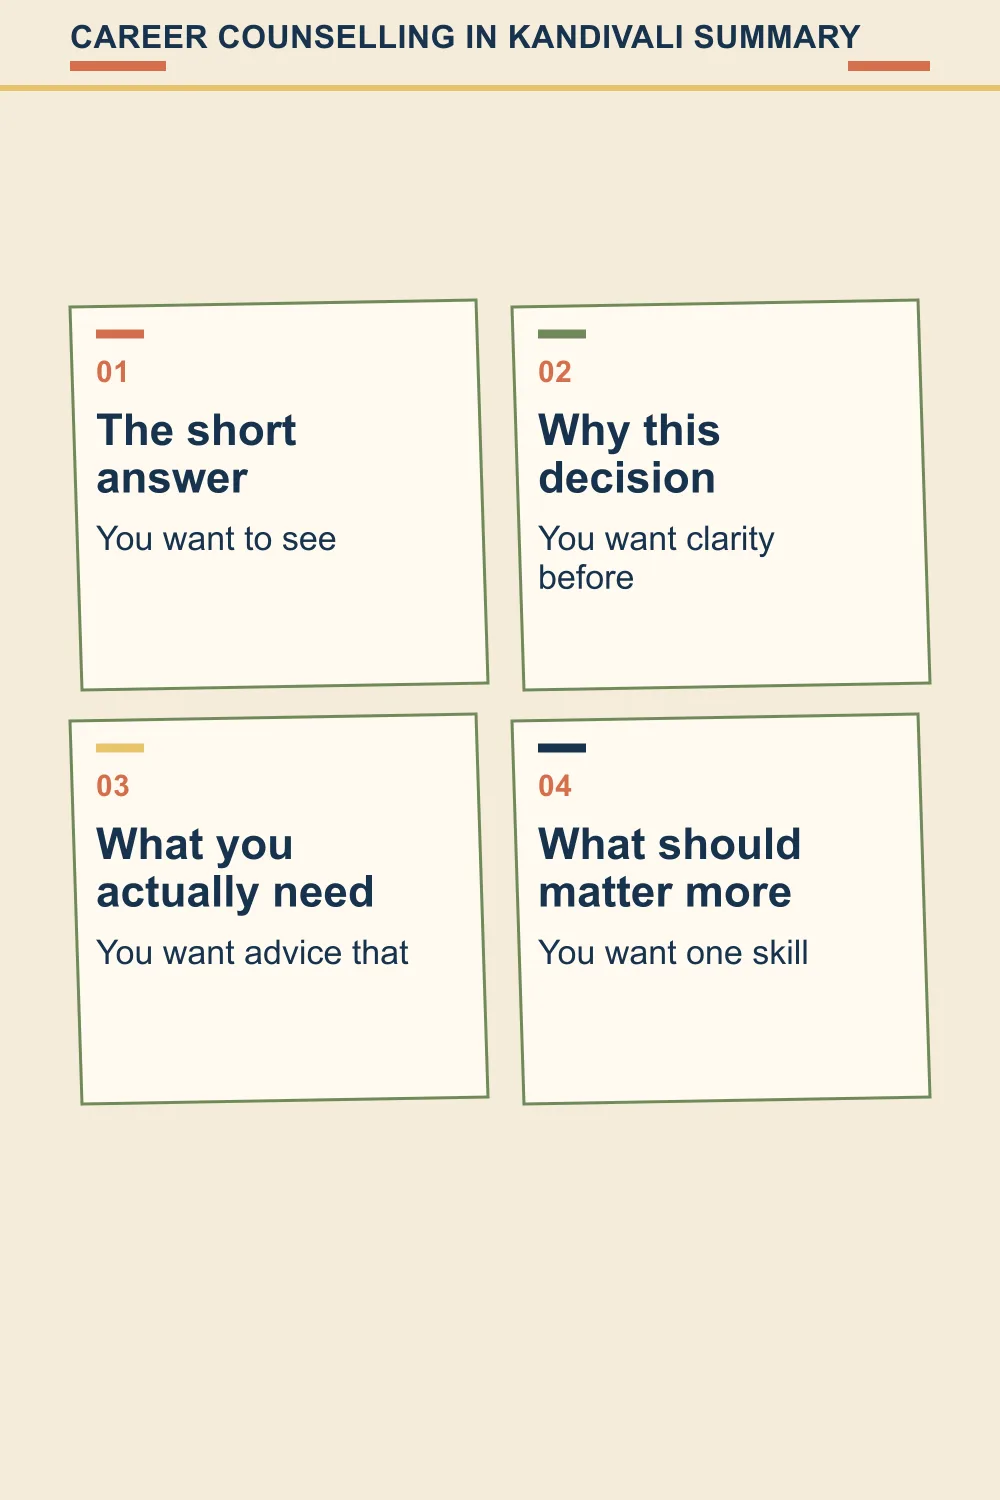 CAREER COUNSELLING IN KANDIVALI SUMMARY
01
The short
answer
You want to see
02
Why this
decision
You want clarity
before
03
What you
actually need
You want advice that
04
What should
matter more
You want one skill